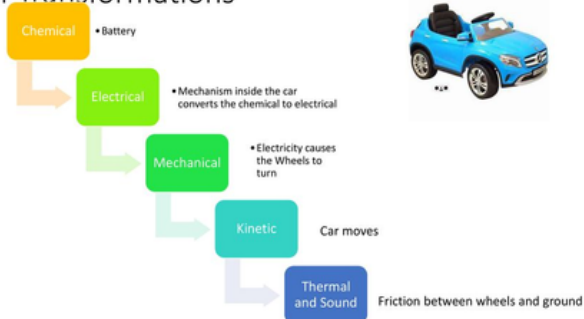 Transformations
Chemical
• Battery
Electrical
• Mechanism inside the car
converts the chemical to electrical
Mechanical
• Electricity causes
the Wheels to
turn
Kinetic
Car moves
Thermal
and Sound
Friction between wheels and ground